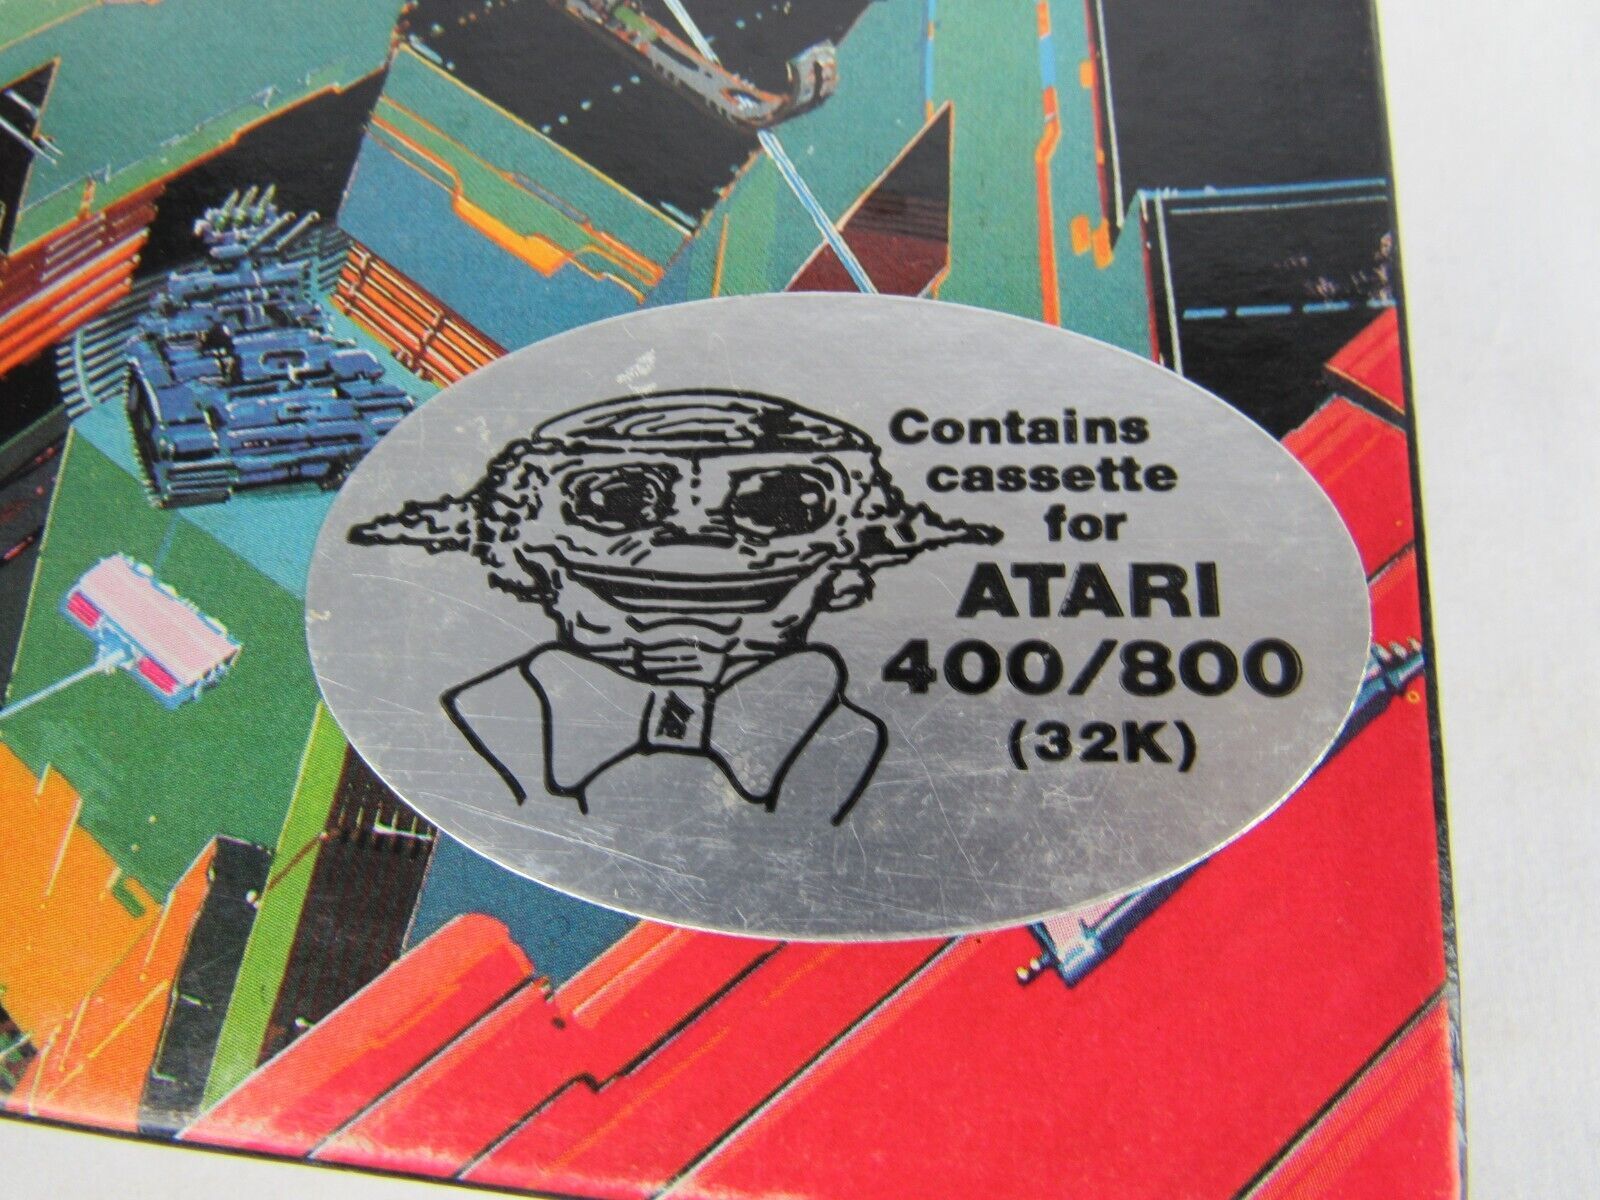 Contains
cassette
for
ATARI
400/800
(32K)